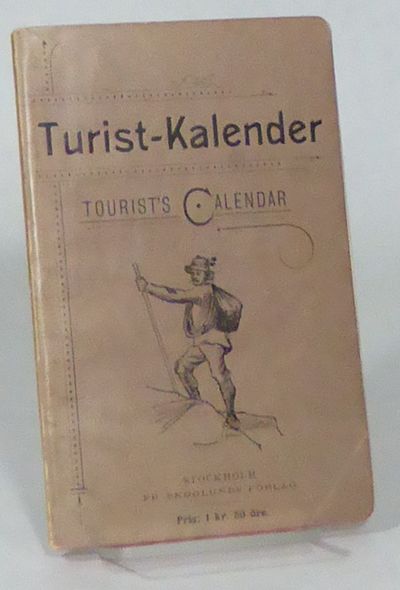 Turist-Kalender
TOURIST'S CALENDAR
STOCKHOLM
FR. SKOGLUNDS FÖRLAG
Pris: 1 kr. 50 öre.